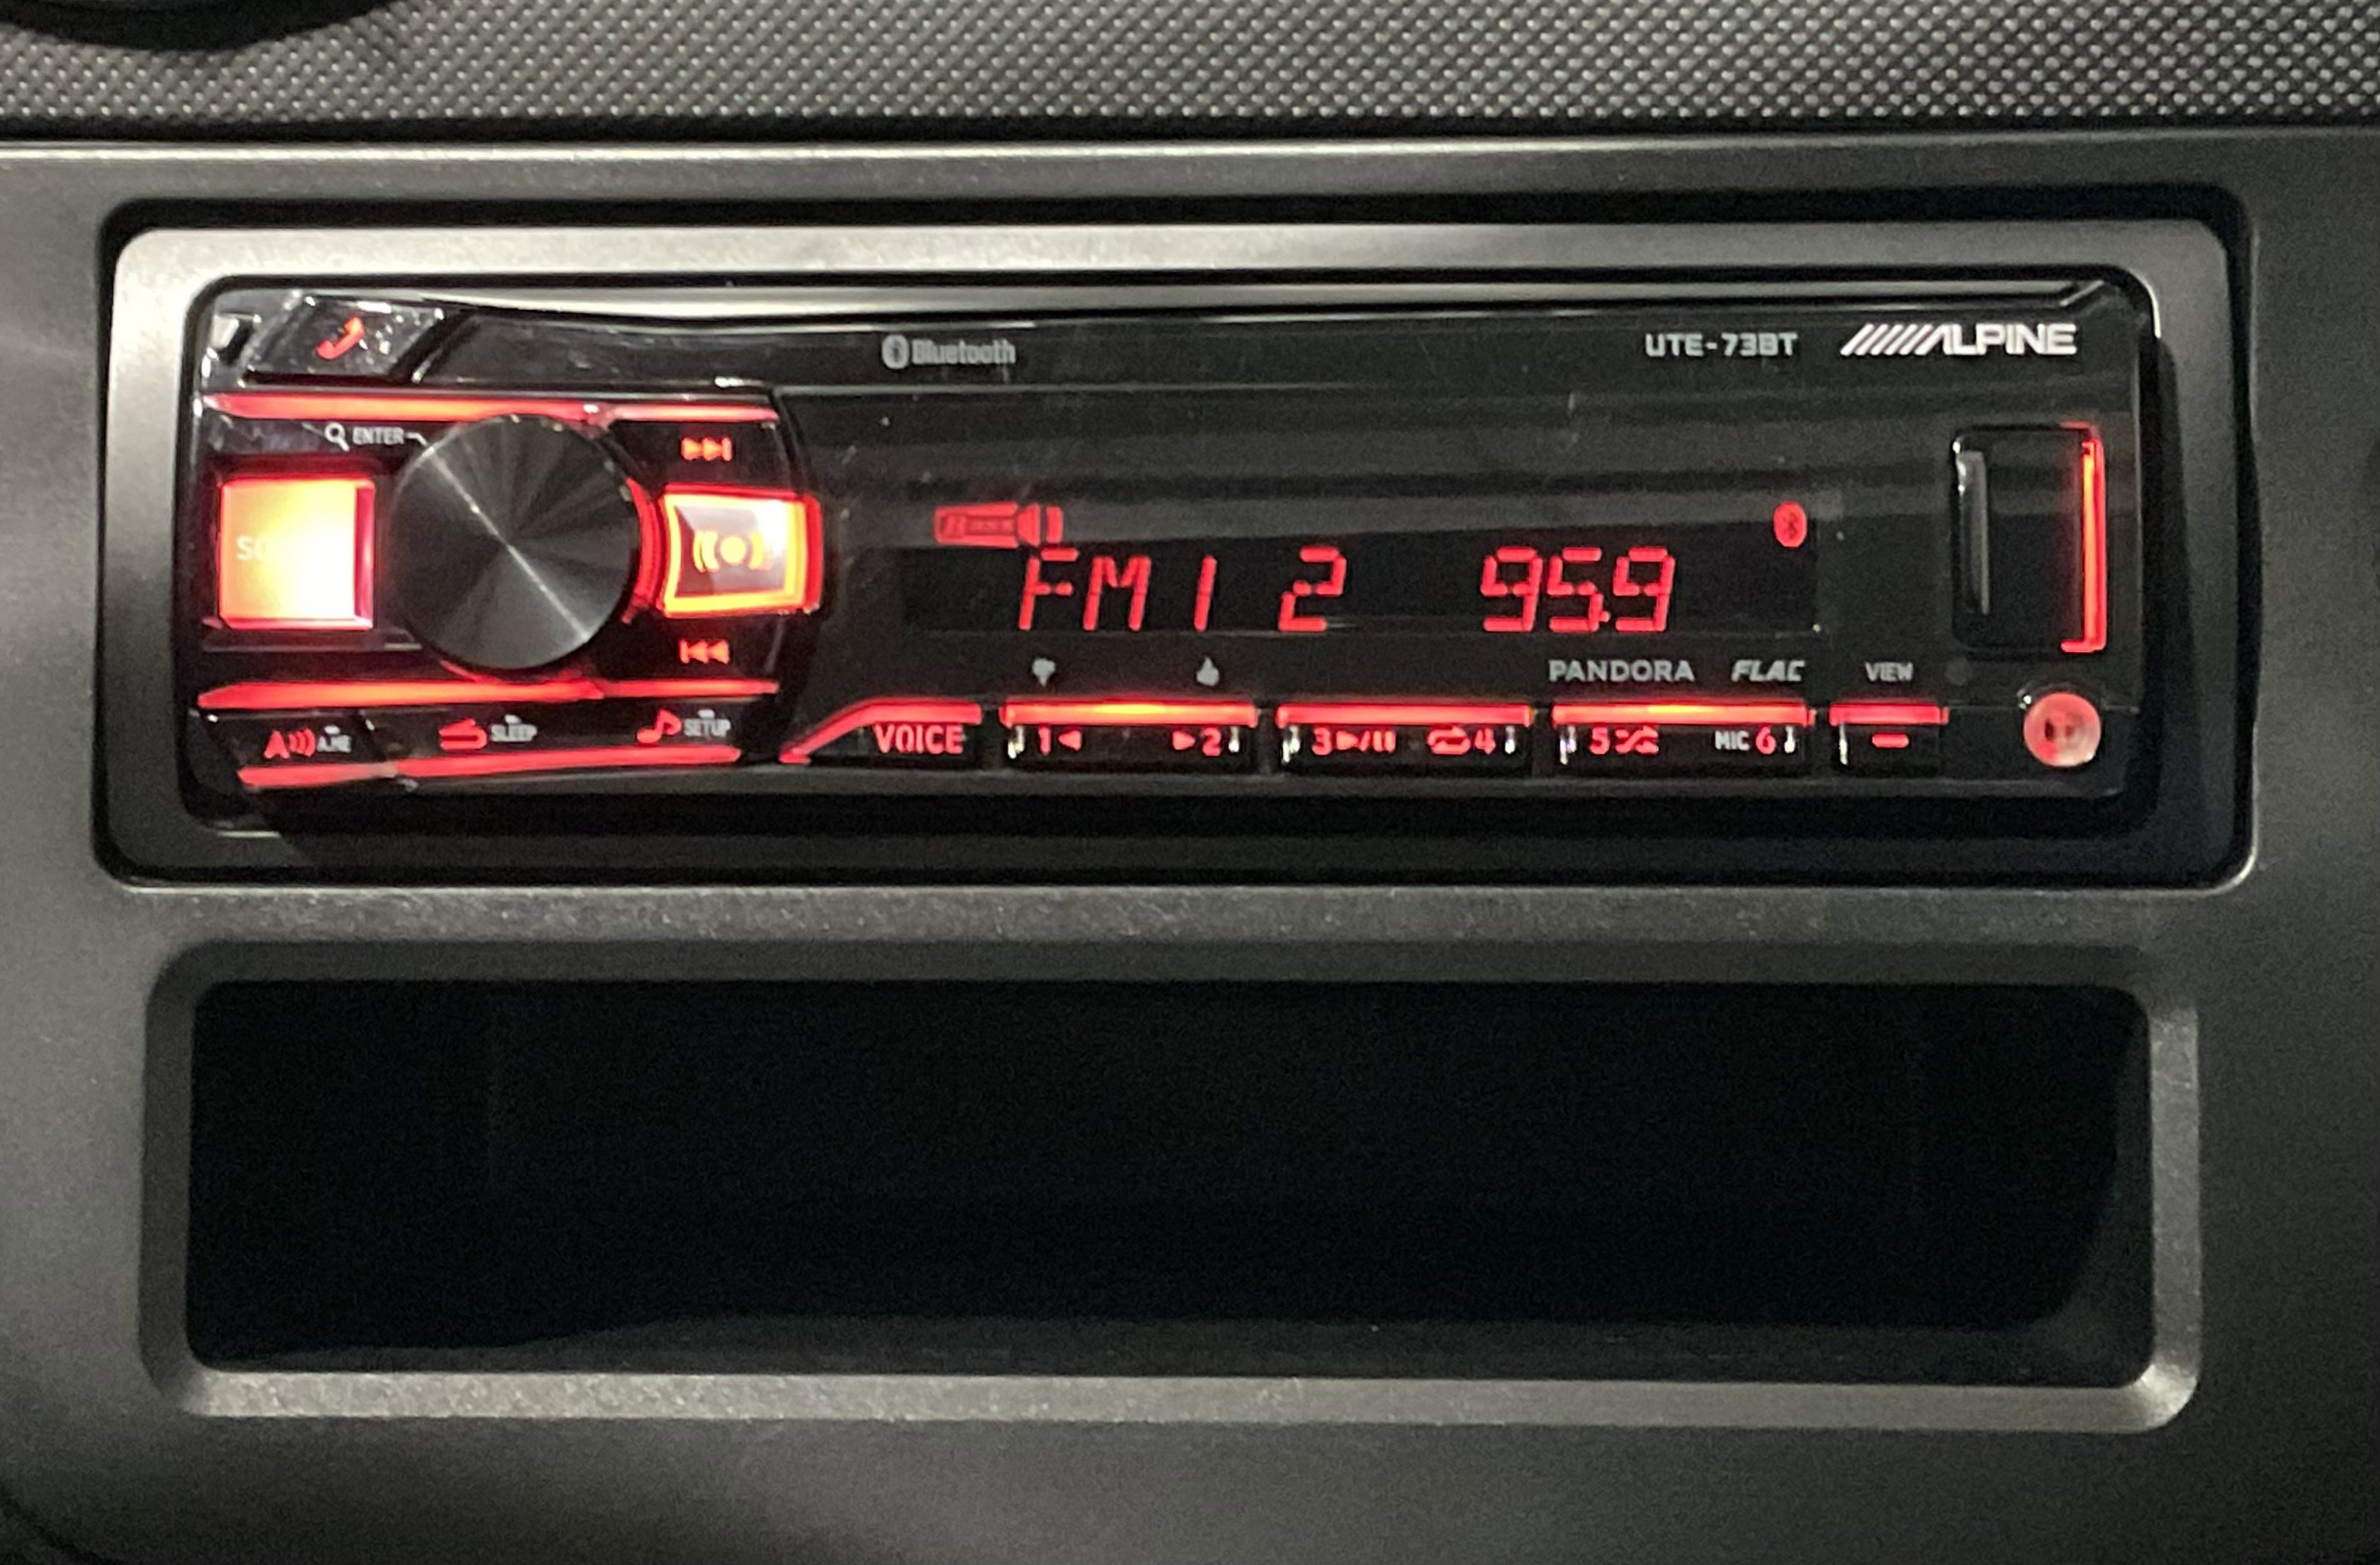 Bluetooth
UTE-73BT
ALPINE
ENTER
FM1 2 95.9
PANDORA
FLAC
VIEW
A.ME
SLEEP
SETUP
VOICE
1
2
3
4
5
MIC 6